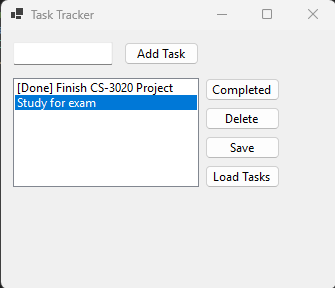 Task Tracker
Add Task
[Done] Finish CS-3020 Project
Study for exam
Completed
Delete
Save
Load Tasks